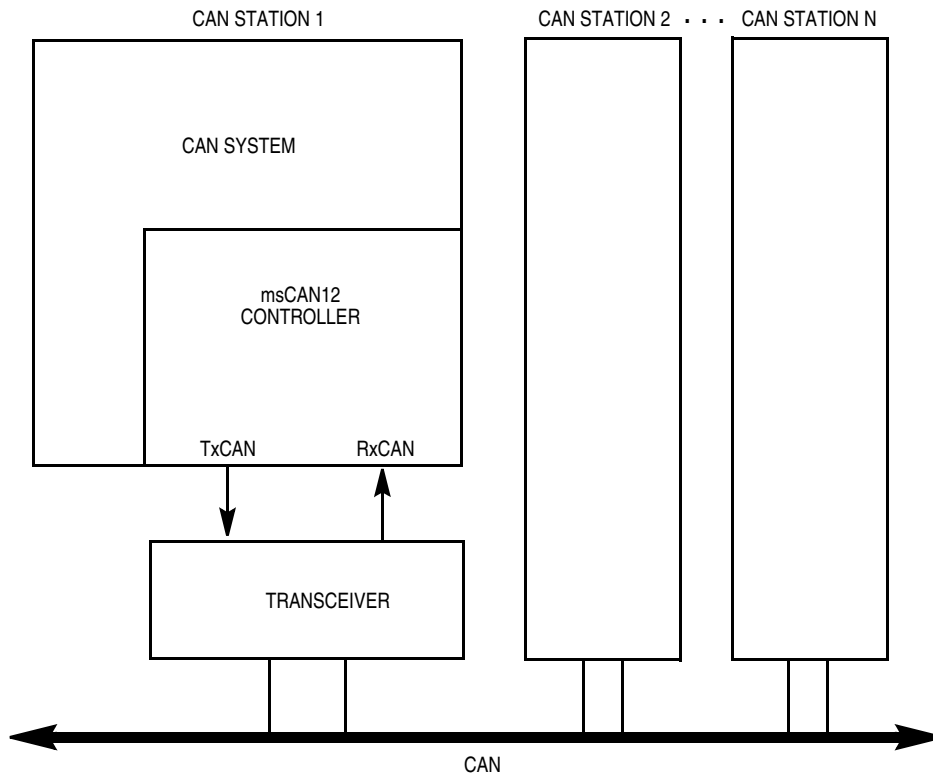 CAN STATION 1
CAN STATION 2 . . . CAN STATION N
CAN SYSTEM
msCAN12
CONTROLLER
TxCAN
RxCAN
TRANSCEIVER
CAN